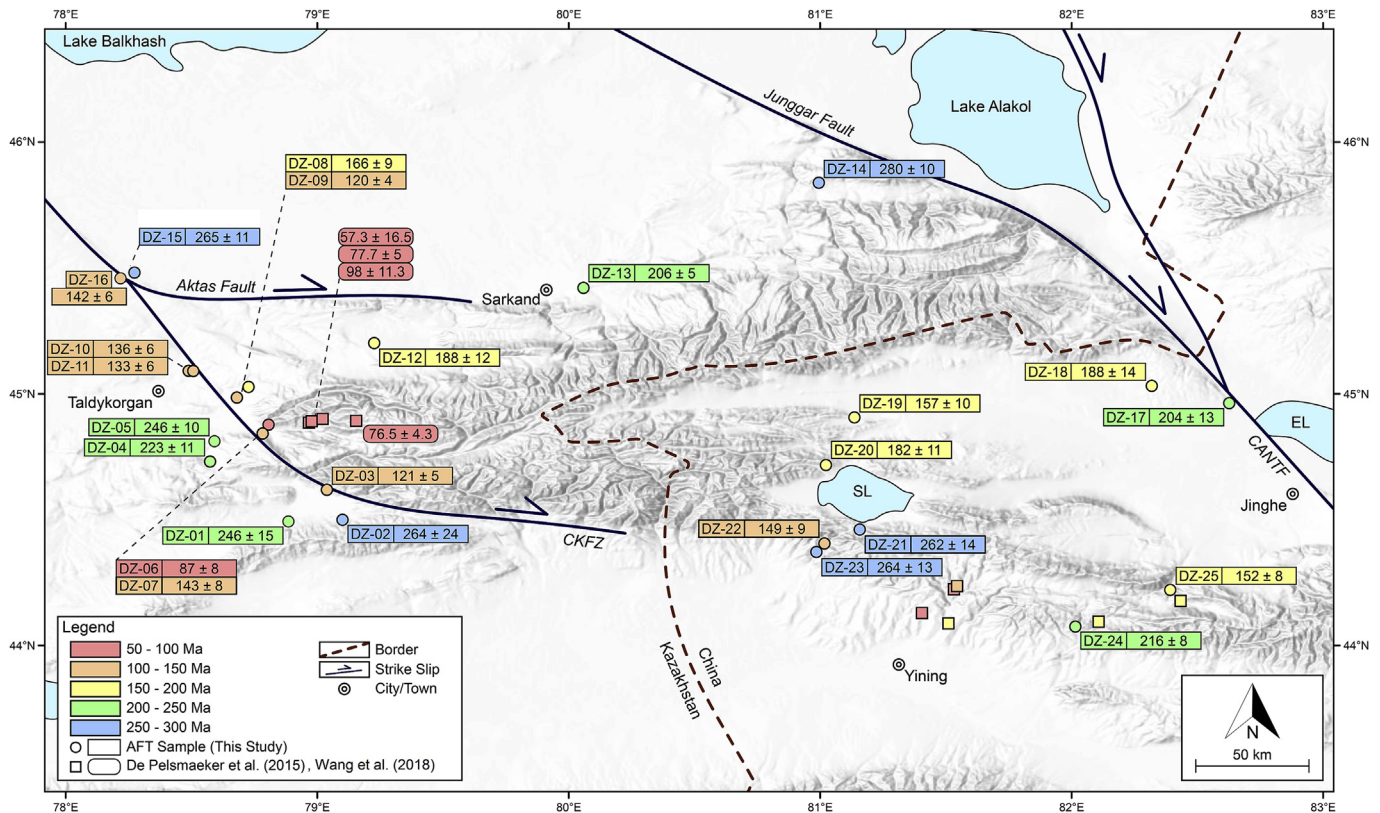 78°E 79°E 80°E 81°E 82°E 83°E
Lake Balkhash
Junggar Fault
Lake Alakol
46°N 46°N
DZ-08 166 ± 9
DZ-09 120 ± 4
DZ-14 280 ± 10
DZ-15 265 ± 11
57.3 ± 16.5
77.7 ± 5
98 ± 11.3
DZ-16
142 ± 6
Aktas Fault
DZ-13 206 ± 5
Sarkand
DZ-10 136 ± 6
DZ-11 133 ± 6
DZ-12 188 ± 12
DZ-18 188 ± 14
45°N 45°N
Taldykorgan
DZ-19 157 ± 10
DZ-17 204 ± 13
EL
DZ-05 246 ± 10
DZ-04 223 ± 11
76.5 ± 4.3
DZ-20 182 ± 11
CANTF
DZ-03 121 ± 5
SL
Jinghe
DZ-01 246 ± 15
DZ-02 264 ± 24
CKFZ
DZ-22 149 ± 9
DZ-21 262 ± 14
DZ-23 264 ± 13
DZ-06 87 ± 8
DZ-07 143 ± 8
DZ-25 152 ± 8
DZ-24 216 ± 8
44°N 44°N
Kazakhstan
China
Yining
Legend
50 - 100 Ma
100 - 150 Ma
150 - 200 Ma
200 - 250 Ma
250 - 300 Ma
Border
Strike Slip
City/Town
AFT Sample (This Study)
De Pelsmaeker et al. (2015) , Wang et al. (2018)
N
50 km
78°E 79°E 80°E 81°E 82°E 83°E